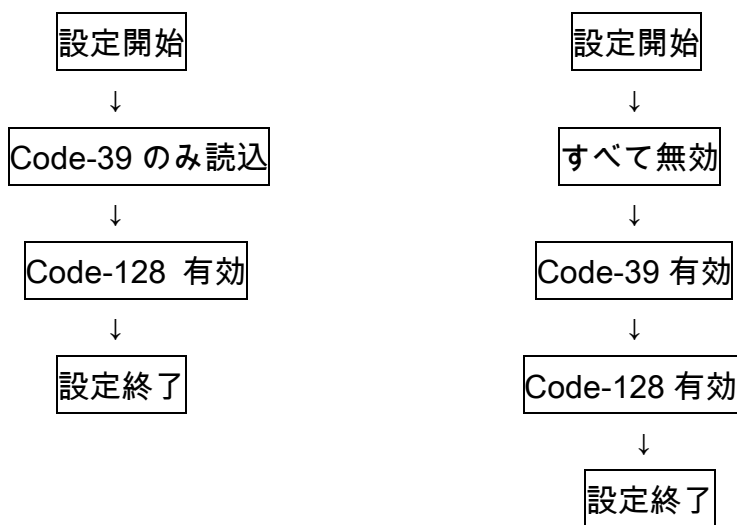 設定開始
↓
Code-39 のみ読込
↓
Code-128 有効
↓
設定終了
設定開始
↓
すべて無効
↓
Code-39 有効
↓
Code-128 有効
↓
設定終了